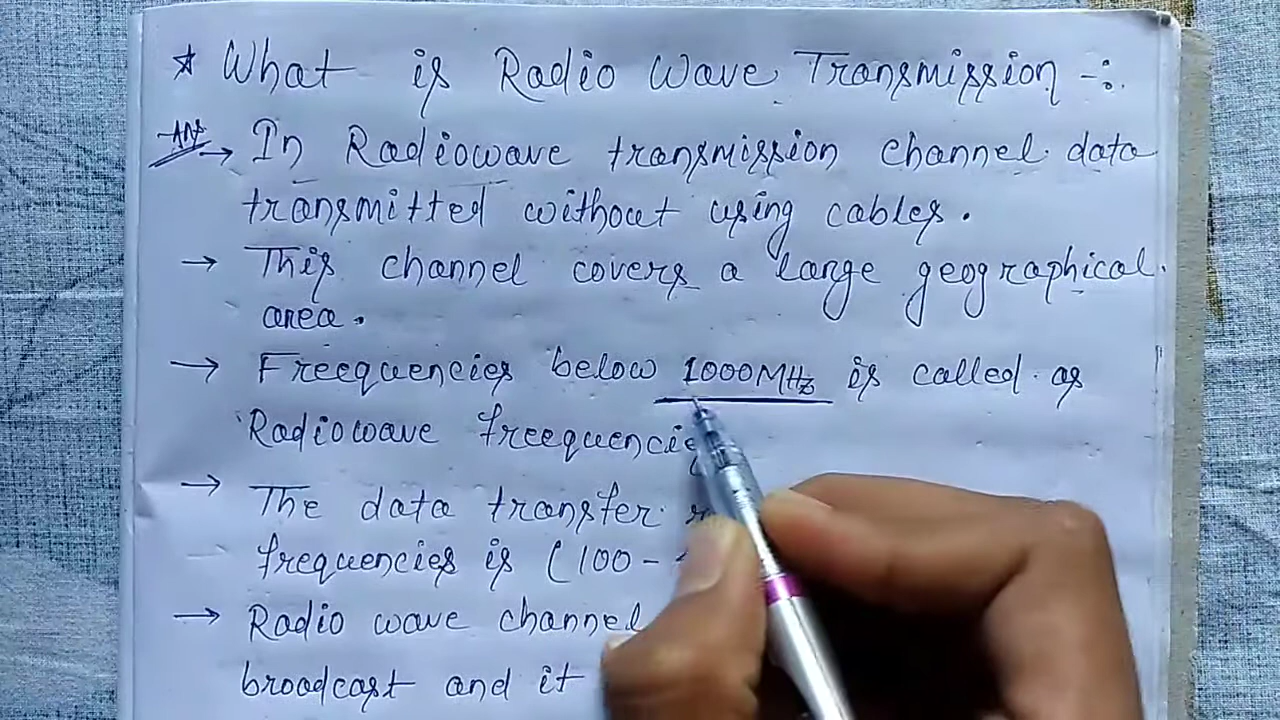 * What is Radio Wave Transmission -:
Ans → In Radiowave transmission channel data
transmitted without using cables.
→ This channel covers a large geographical
area.
→ Freequencies below 1000MHz is called as
Radiowave freequencie
→ The data transfer
frequencies is (100 -
→ Radio wave channel
broadcast and it